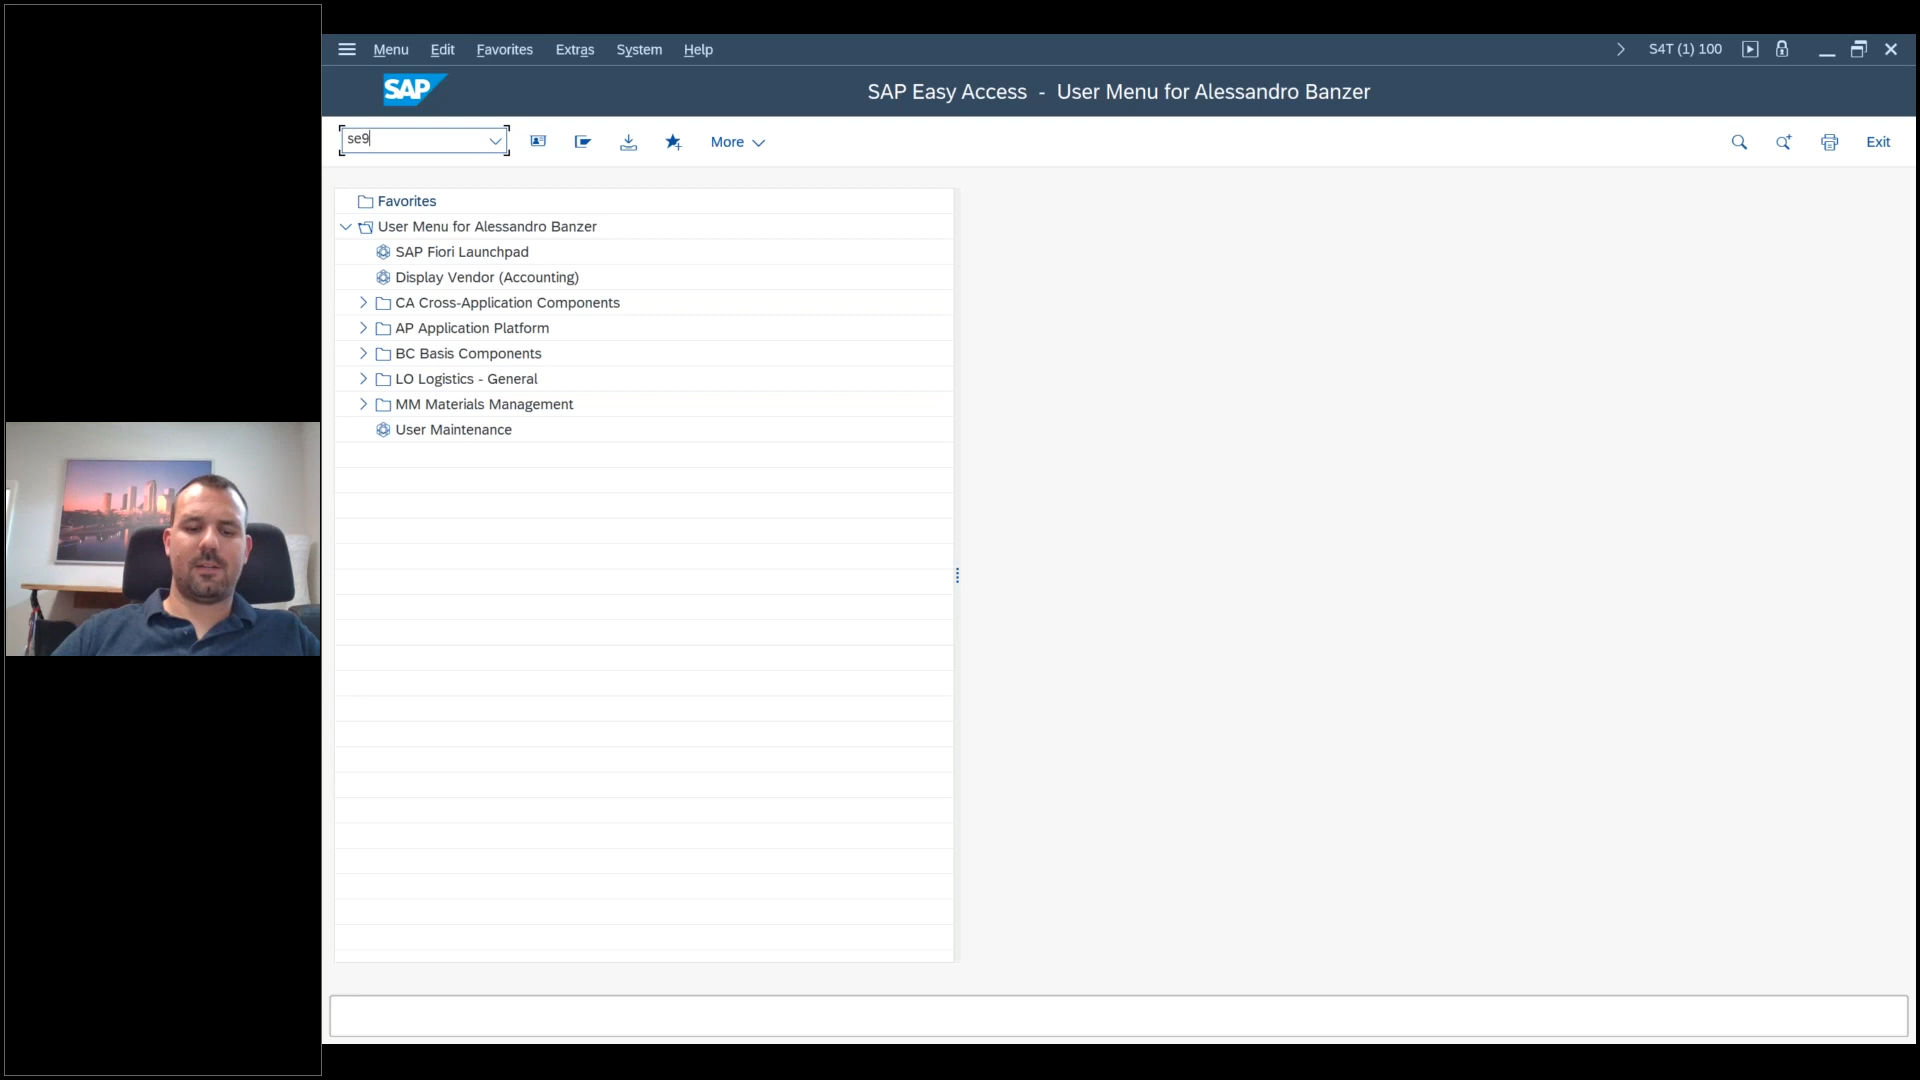 Menu Edit Favorites Extras System Help S4T (1) 100
SAP SAP Easy Access - User Menu for Alessandro Banzer
se9 More Exit
Favorites
User Menu for Alessandro Banzer
SAP Fiori Launchpad
Display Vendor (Accounting)
CA Cross-Application Components
AP Application Platform
BC Basis Components
LO Logistics - General
MM Materials Management
User Maintenance